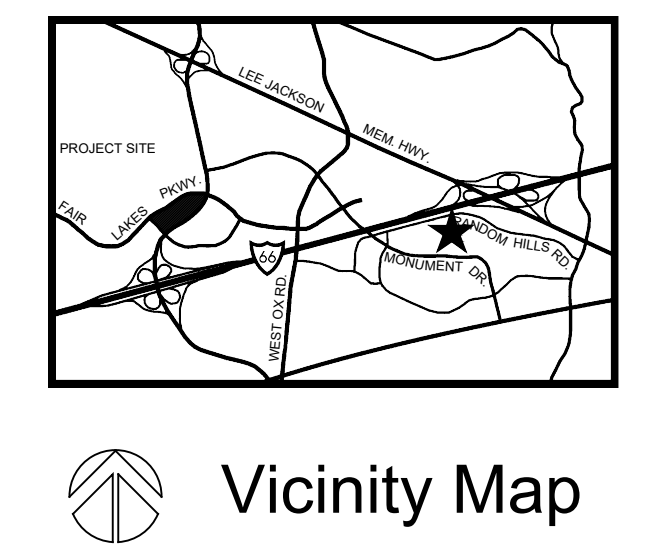 LEE JACKSON
MEM. HWY.
PROJECT SITE
FAIR
LAKES
PKWY.
RANDOM HILLS RD.
66
MONUMENT DR.
WEST OX RD.
Vicinity Map